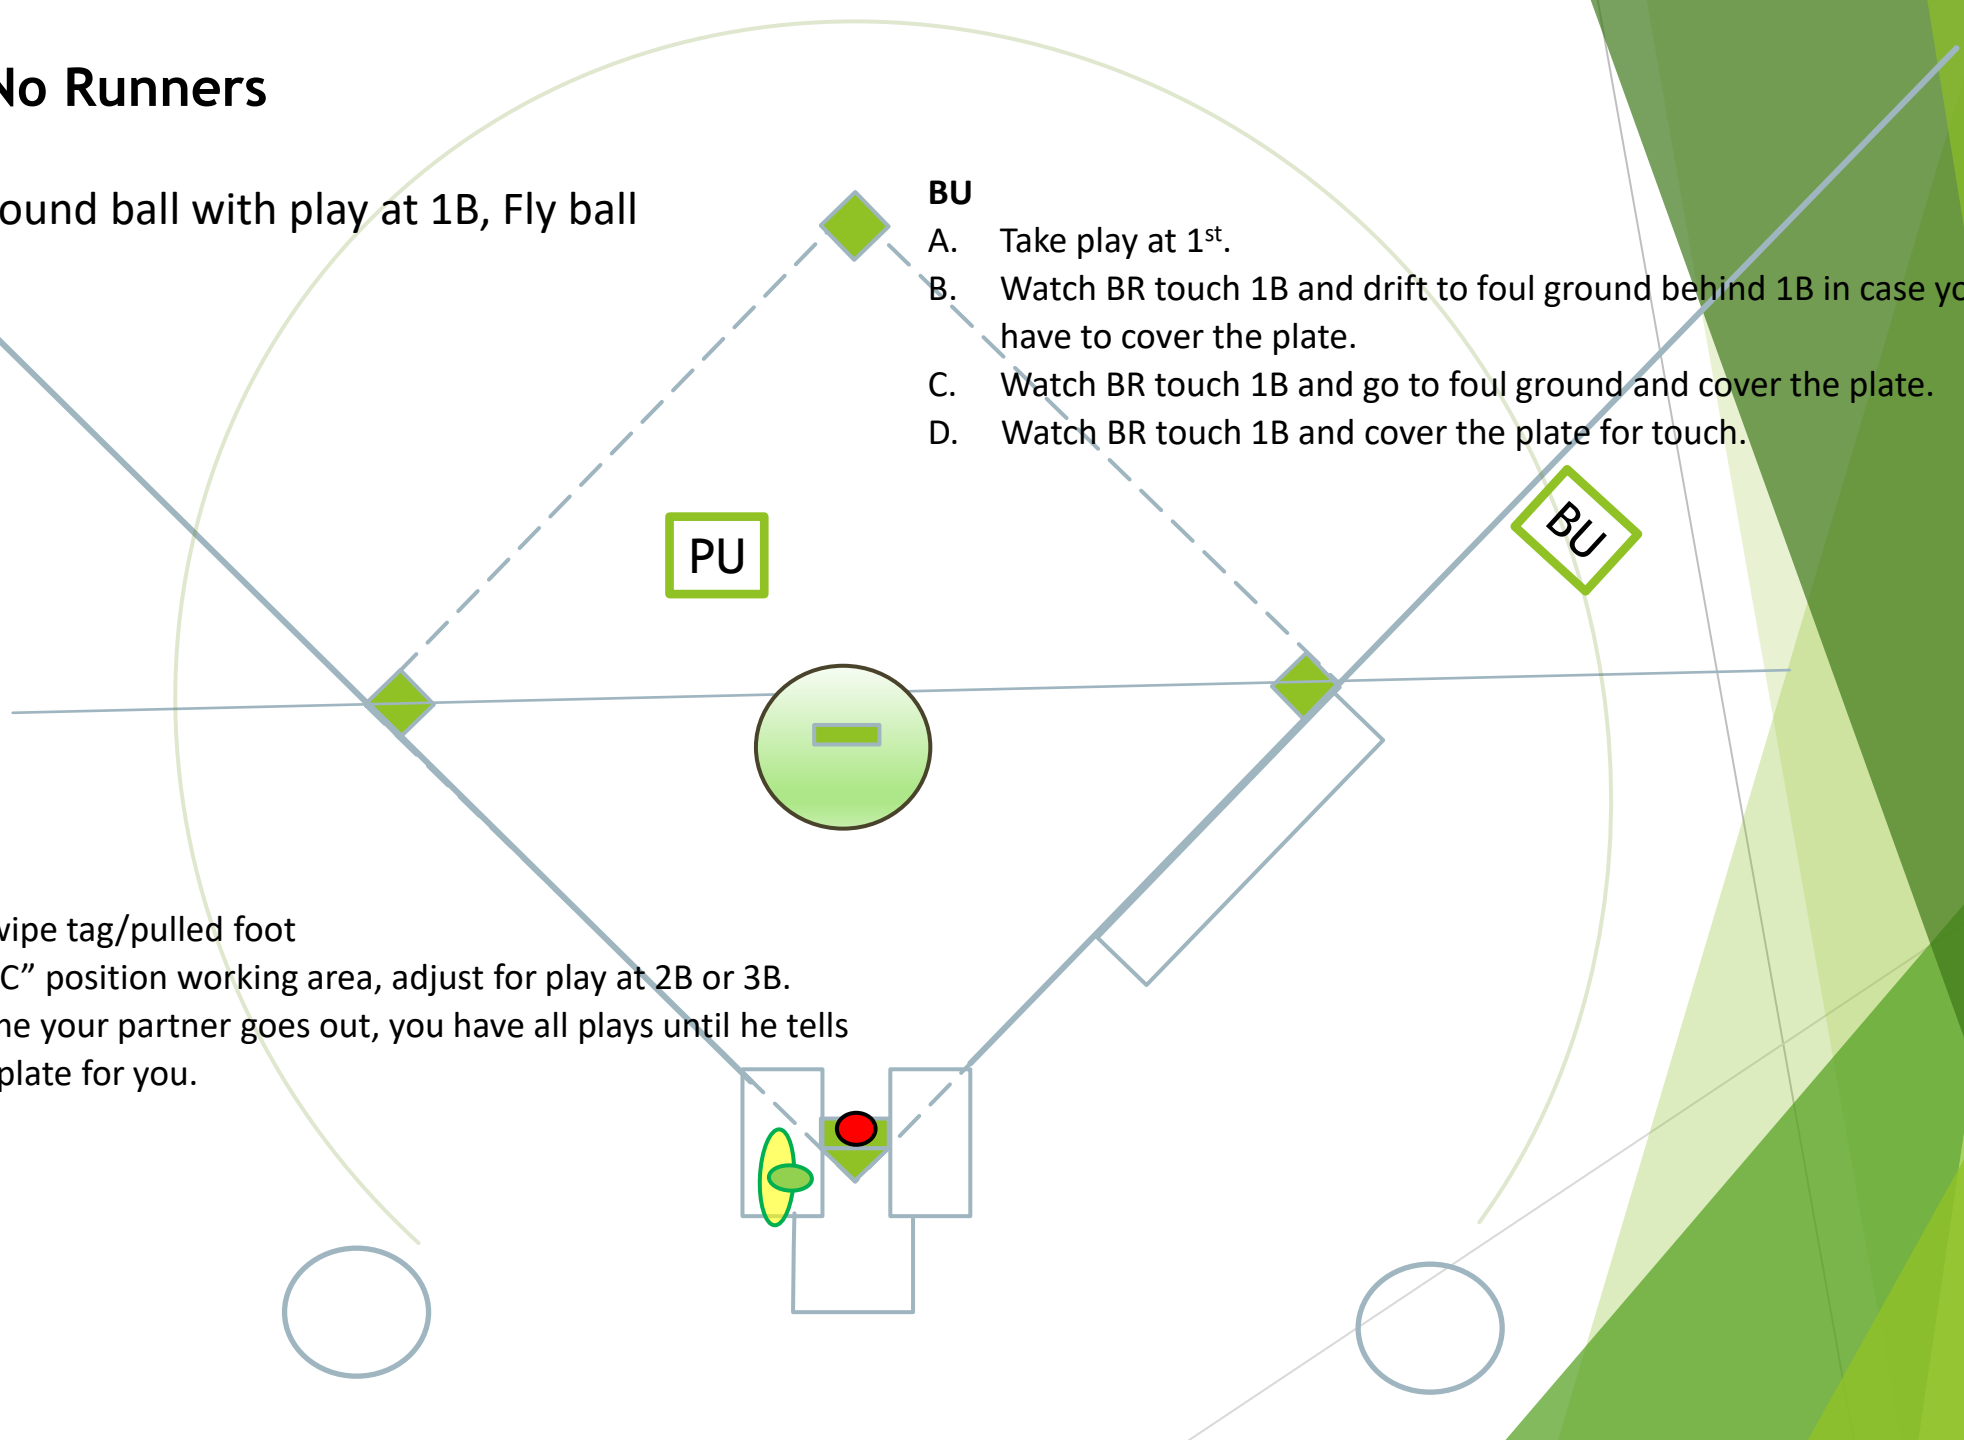 No Runners
ound ball with play at 1B, Fly ball
BU
A. Take play at 1st.
B. Watch BR touch 1B and drift to foul ground behind 1B in case yo
have to cover the plate.
C. Watch BR touch 1B and go to foul ground and cover the plate.
D. Watch BR touch 1B and cover the plate for touch.
BU
PU
wipe tag/pulled foot
C” position working area, adjust for play at 2B or 3B.
me your partner goes out, you have all plays until he tells
plate for you.